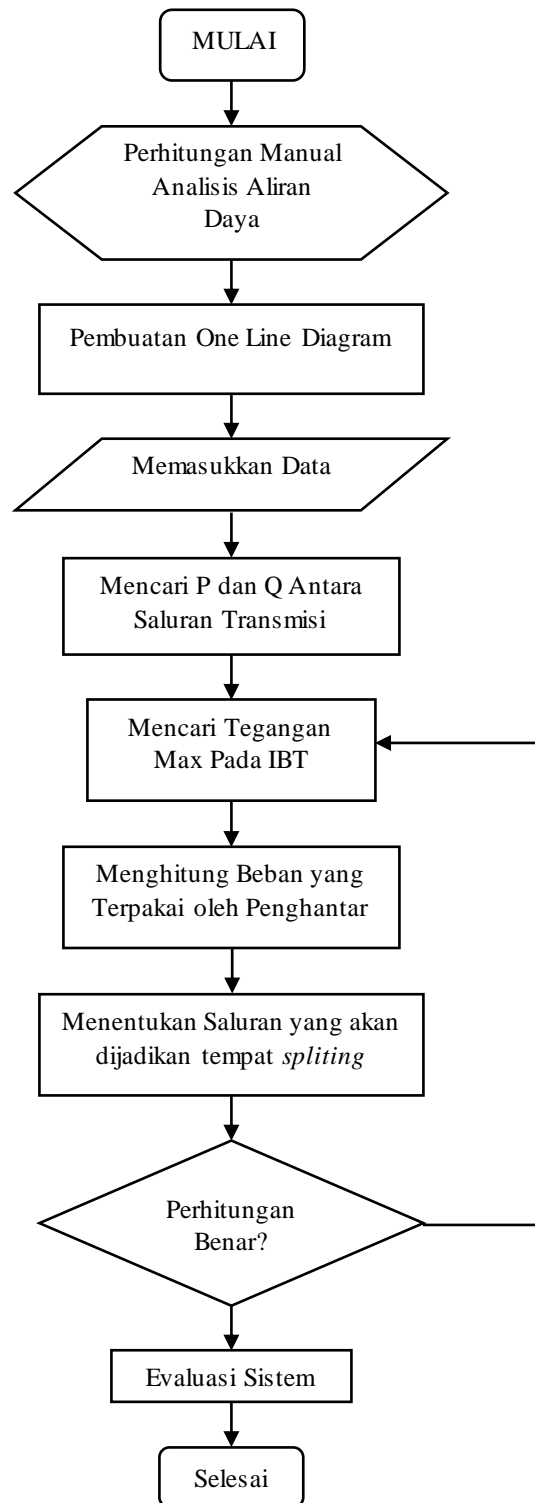 MULAI
Perhitungan Manual
Analisis Aliran
Daya
Pembuatan One Line Diagram
Memasukkan Data
Mencari P dan Q Antara
Saluran Transmisi
Mencari Tegangan
Max Pada IBT
Menghitung Beban yang
Terpakai oleh Penghantar
Menentukan Saluran yang akan
dijadikan tempat spliting
Perhitungan
Benar?
Evaluasi Sistem
Selesai